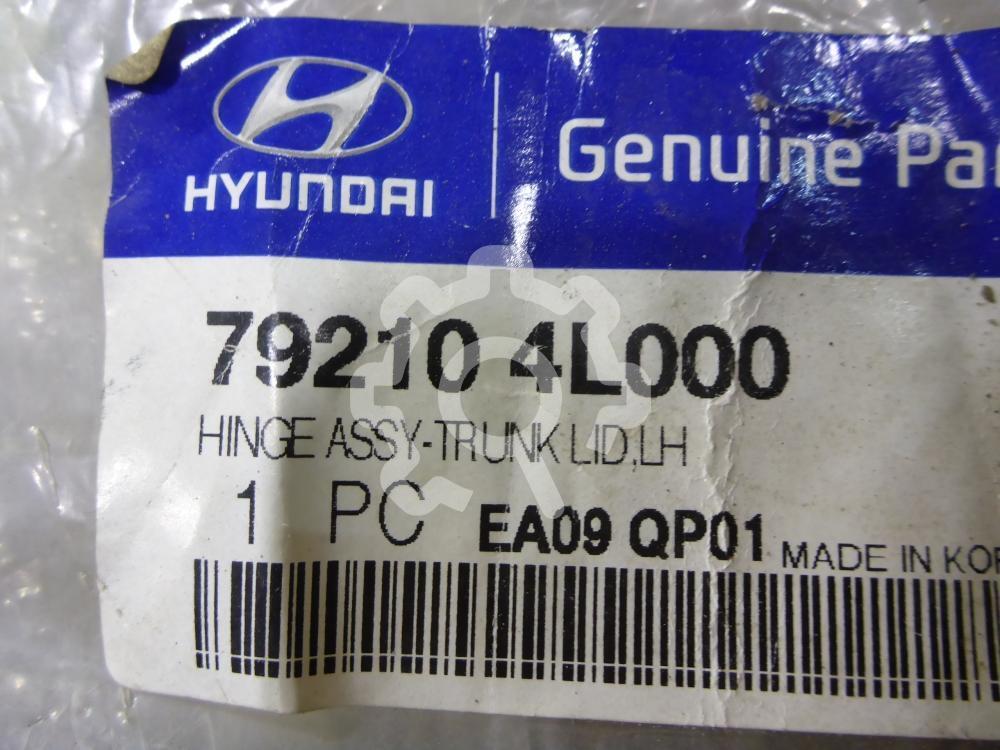 HYUNDAI
Genuine Pa
79210 4L000
HINGE ASSY-TRUNK LID,LH
1 PC EA09 QP01 MADE IN KOR